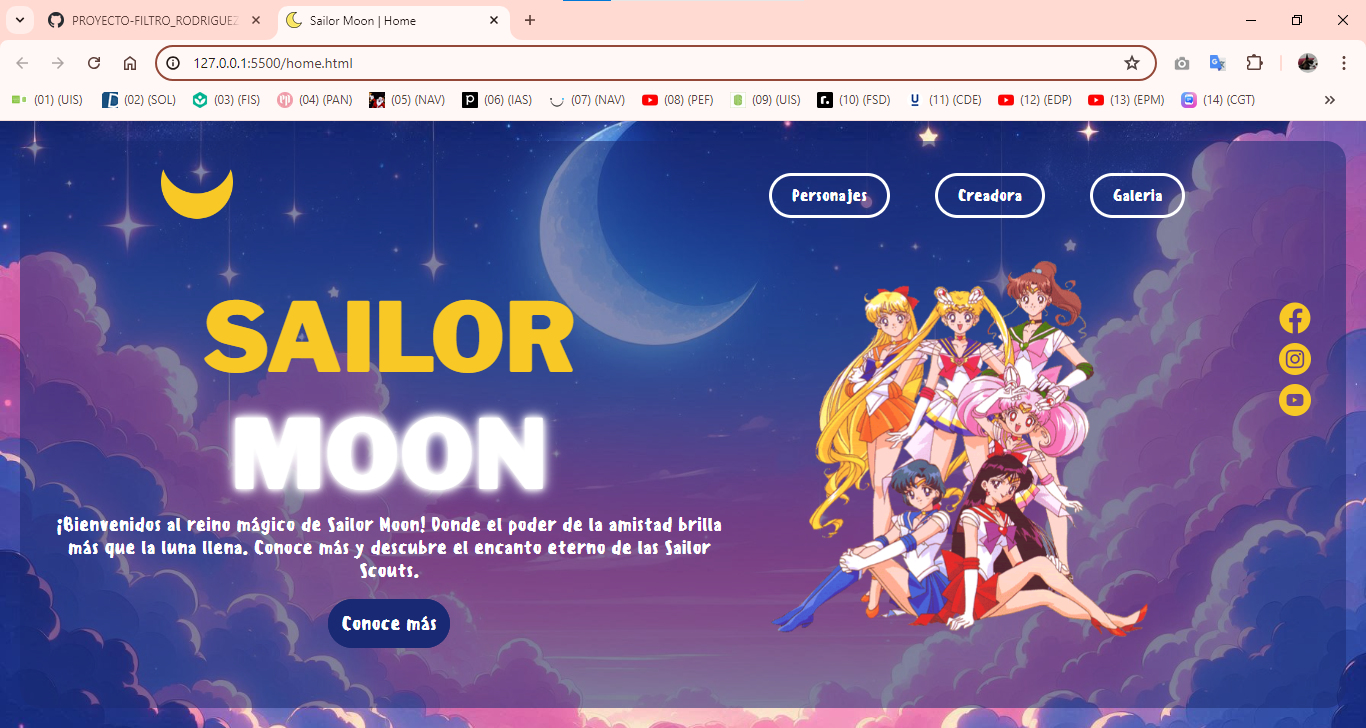 PROYECTO-FILTRO_RODRIGUEZ
Sailor Moon | Home
127.0.0.1:5500/home.html
(01) (UIS)
(02) (SOL)
(03) (FIS)
(04) (PAN)
(05) (NAV)
(06) (IAS)
(07) (NAV)
(08) (PEF)
(09) (UIS)
(10) (FSD)
(11) (CDE)
(12) (EDP)
(13) (EPM)
(14) (CGT)
Personajes
Creadora
Galeria
SAILOR
MOON
¡Bienvenidos al reino mágico de Sailor Moon! Donde el poder de la amistad brilla
más que la luna llena. Conoce más y descubre el encanto eterno de las Sailor
Scouts.
Conoce más